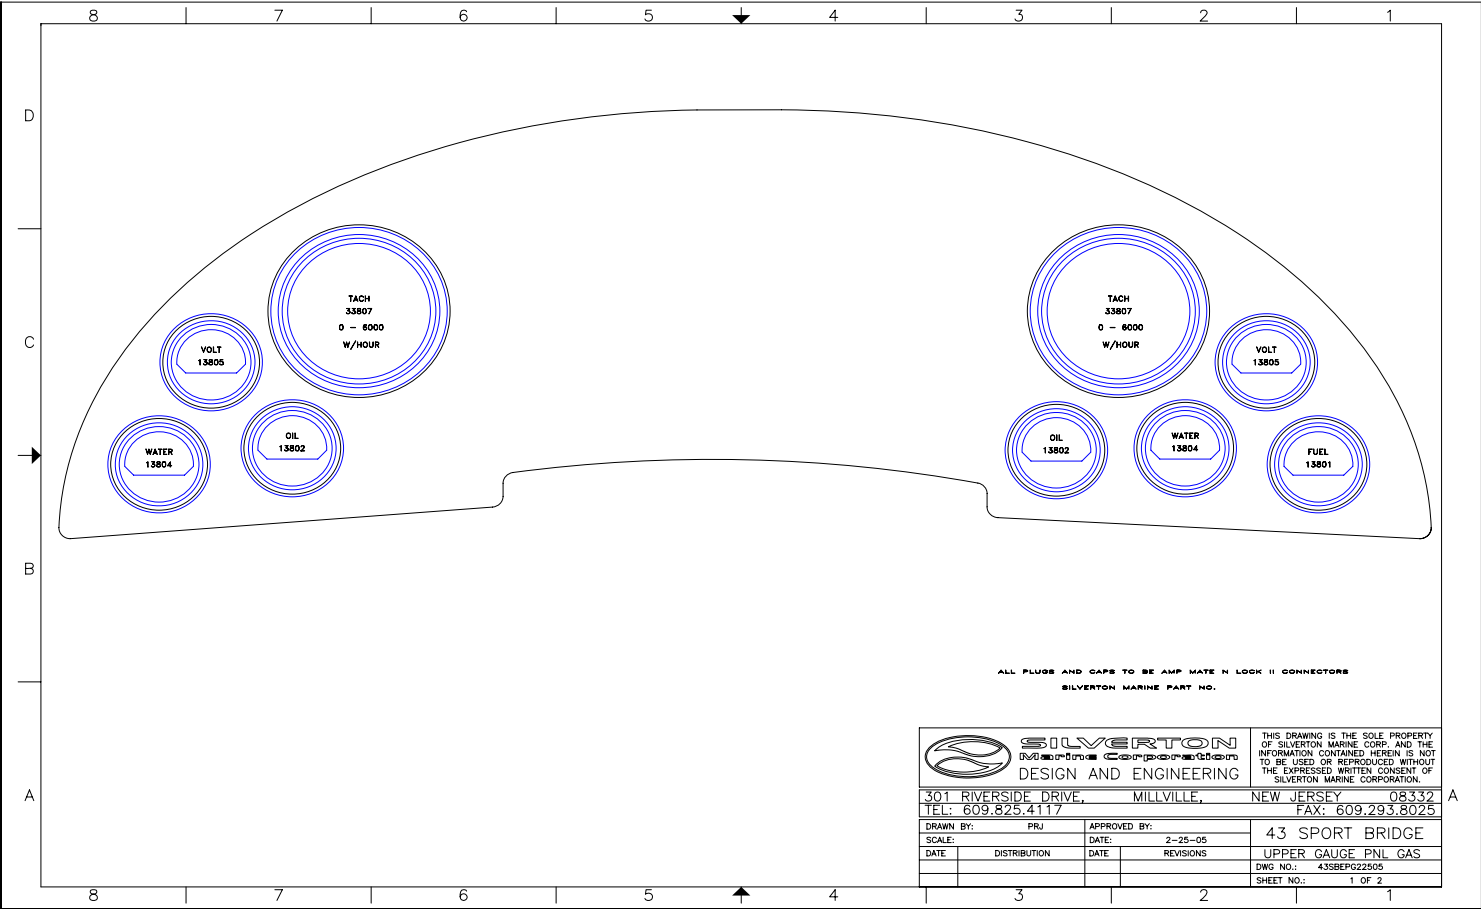 8 7 6 5 4 3 2 1
D
C
B
A
A
TACH
33807
0 - 6000
W/HOUR
VOLT
13805
WATER
13804
OIL
13802
TACH
33807
0 - 6000
W/HOUR
VOLT
13805
OIL
13802
WATER
13804
FUEL
13801
ALL PLUGS AND CAPS TO BE AMP MATE N LOCK II CONNECTORS
SILVERTON MARINE PART NO.
SILVERTON
Marine Corporation
DESIGN AND ENGINEERING
THIS DRAWING IS THE SOLE PROPERTY
OF SILVERTON MARINE CORP. AND THE
INFORMATION CONTAINED HEREIN IS NOT
TO BE USED OR REPRODUCED WITHOUT
THE EXPRESSED WRITTEN CONSENT OF
SILVERTON MARINE CORPORATION.
301 RIVERSIDE DRIVE, MILLVILLE, NEW JERSEY 08332
TEL: 609.825.4117 FAX: 609.293.8025
DRAWN BY: PRJ APPROVED BY:
SCALE: DATE: 2-25-05
43 SPORT BRIDGE
DATE DISTRIBUTION DATE REVISIONS
UPPER GAUGE PNL GAS
DWG NO.: 43SBEPG22505
SHEET NO.: 1 OF 2
8 7 6 5 4 3 2 1